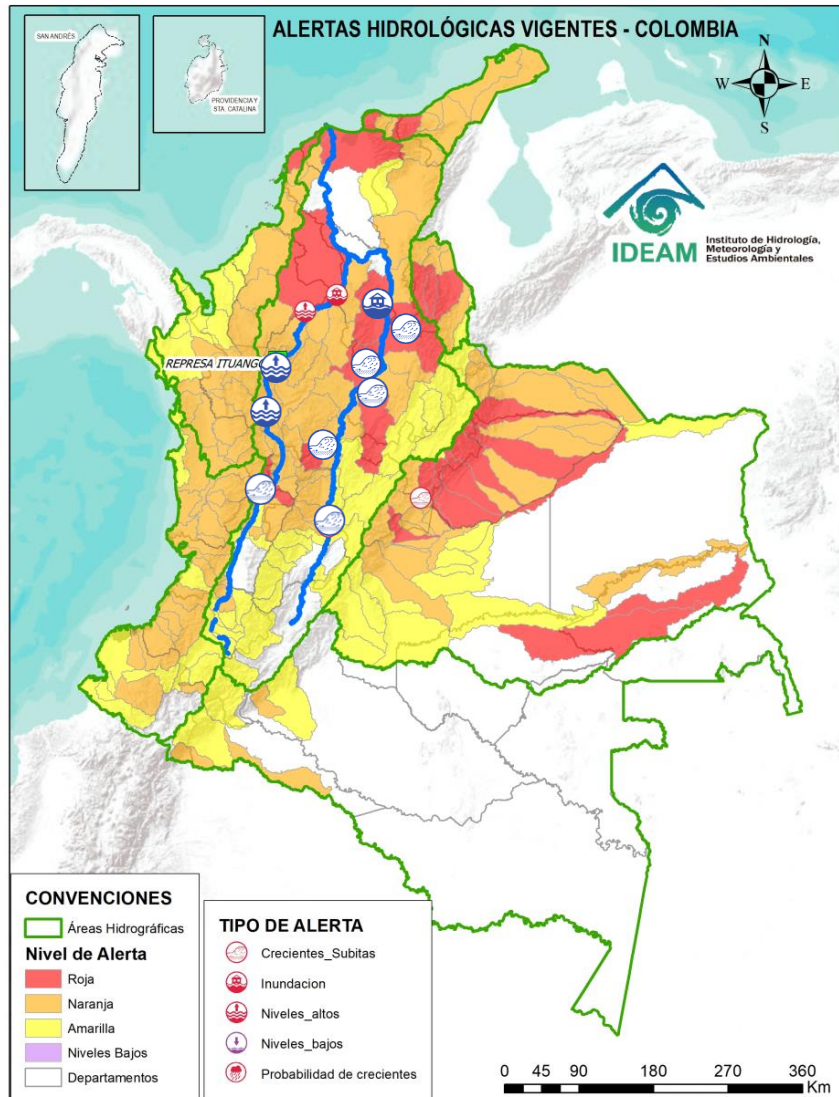 ALERTAS HIDROLÓGICAS VIGENTES - COLOMBIA
SAN ANDRÉS
PROVIDENCIA Y
STA. CATALINA
N
W
E
S
IDEAM
Instituto de Hidrología,
Meteorología y
Estudios Ambientales
REPRESA ITUANGO
CONVENCIONES
Áreas Hidrográficas
Nivel de Alerta
Roja
Naranja
Amarilla
Niveles Bajos
Departamentos
TIPO DE ALERTA
Crecientes_Subitas
Inundacion
Niveles_altos
Niveles_bajos
Probabilidad de crecientes
0 45 90 180 270 360
Km